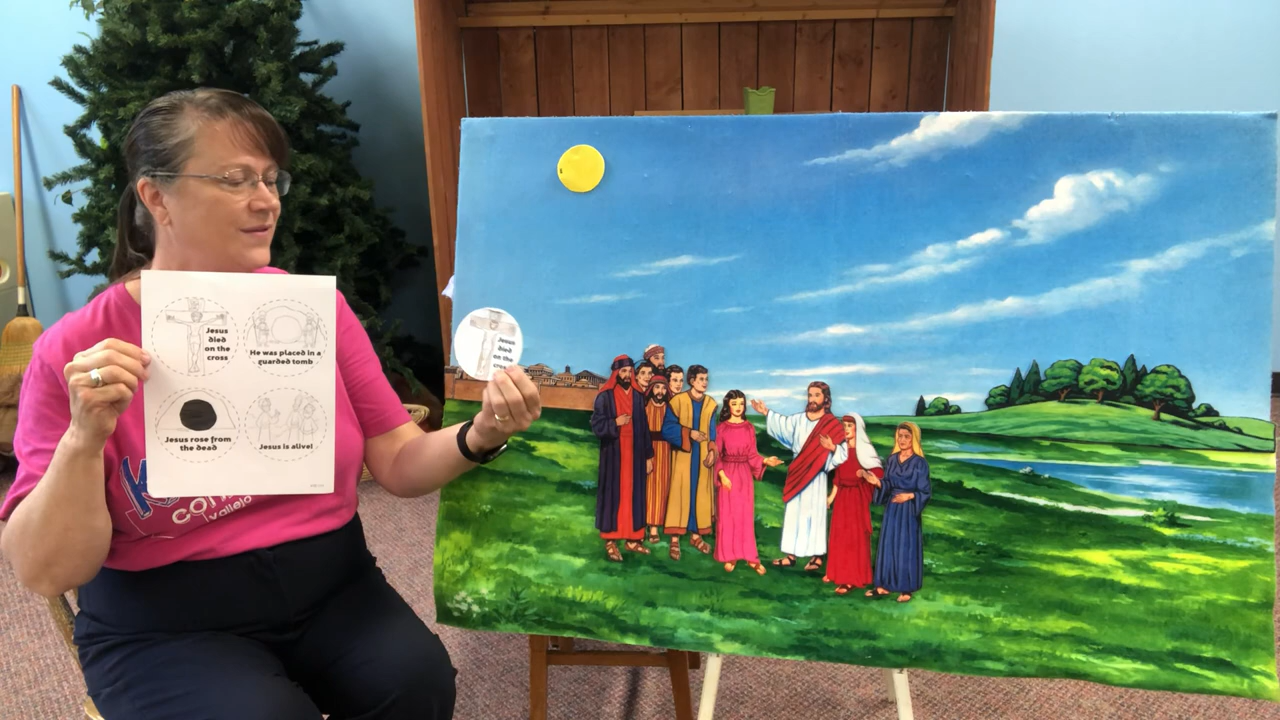 Jesus
died
on the
cross
He was placed in a
guarded tomb
Jesus rose from
the dead
Jesus is alive!
Jesus
died
on the
cross